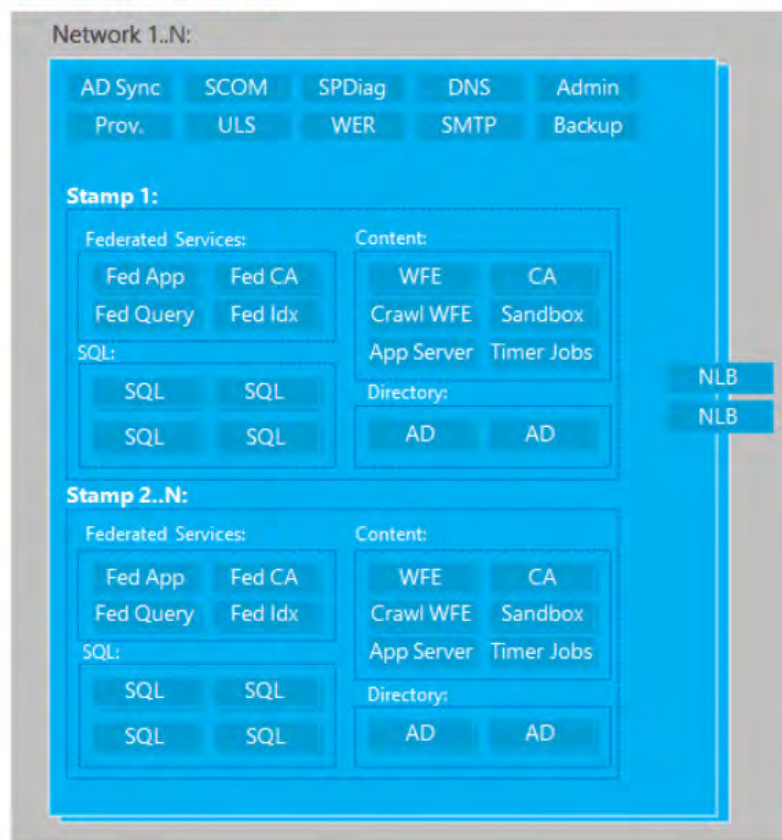 Network 1..N:
AD Sync SCOM SPDiag DNS Admin
Prov. ULS WER SMTP Backup
Stamp 1:
Federated Services:
Fed App Fed CA
Fed Query Fed Idx
SQL:
SQL SQL
SQL SQL
Content:
WFE CA
Crawl WFE Sandbox
App Server Timer Jobs
Directory:
AD AD
NLB
NLB
Stamp 2..N:
Federated Services:
Fed App Fed CA
Fed Query Fed Idx
SQL:
SQL SQL
SQL SQL
Content:
WFE CA
Crawl WFE Sandbox
App Server Timer Jobs
Directory:
AD AD